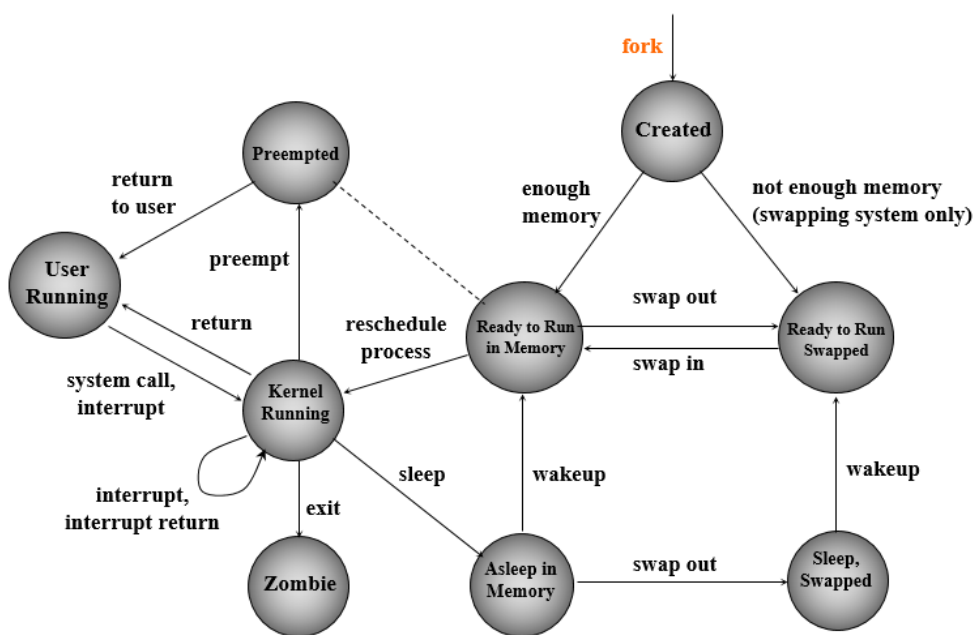 fork
Created
Preempted
return
to user
enough
memory
not enough memory
(swapping system only)
User
Running
preempt
return
reschedule
process
Ready to Run
in Memory
swap out
swap in
Ready to Run
Swapped
system call,
interrupt
Kernel
Running
interrupt,
interrupt return
exit
sleep
wakeup
wakeup
Zombie
Asleep in
Memory
swap out
Sleep,
Swapped